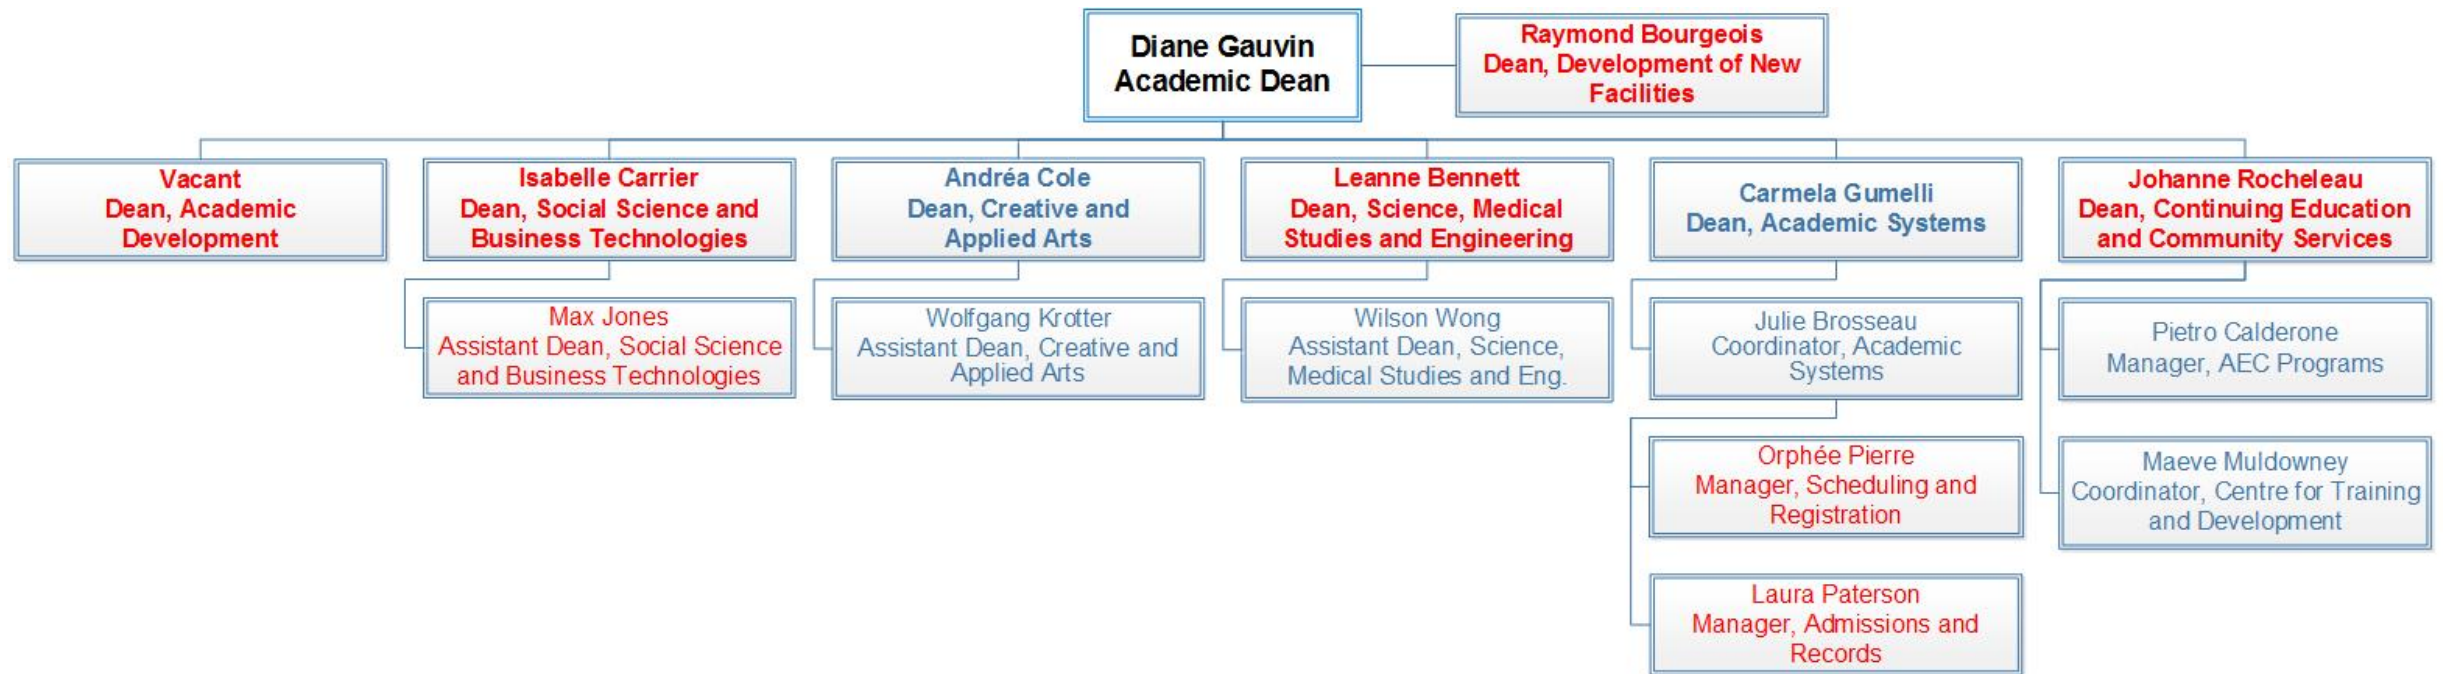 Diane Gauvin
Academic Dean
Raymond Bourgeois
Dean, Development of New
Facilities
Vacant
Dean, Academic
Development
Isabelle Carrier
Dean, Social Science and
Business Technologies
Andréa Cole
Dean, Creative and
Applied Arts
Leanne Bennett
Dean, Science, Medical
Studies and Engineering
Carmela Gumelli
Dean, Academic Systems
Johanne Rocheleau
Dean, Continuing Education
and Community Services
Max Jones
Assistant Dean, Social Science
and Business Technologies
Wolfgang Krotter
Assistant Dean, Creative and
Applied Arts
Wilson Wong
Assistant Dean, Science,
Medical Studies and Eng.
Julie Brosseau
Coordinator, Academic
Systems
Pietro Calderone
Manager, AEC Programs
Orphée Pierre
Manager, Scheduling and
Registration
Maeve Muldowney
Coordinator, Centre for Training
and Development
Laura Paterson
Manager, Admissions and
Records